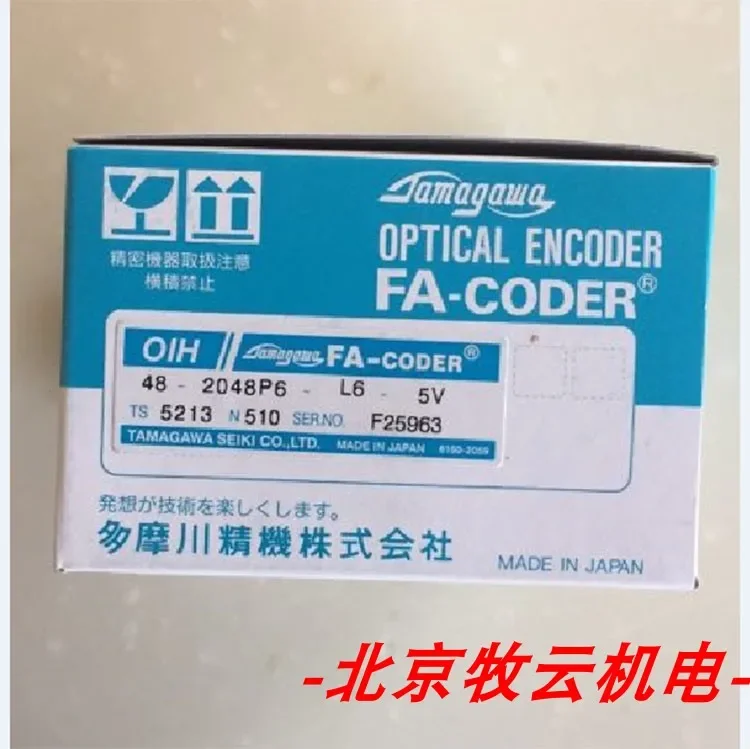 Tamagawa
OPTICAL ENCODER
FA-CODER®
精密機器取扱注意
横積禁止
OIH // Tamagawa FA-CODER®
48 - 2048P6 - L6 - 5V
TS 5213 N 510 SER.NO. F25963
TAMAGAWA SEIKI CO.,LTD. MADE IN JAPAN
発想が技術を楽しくします。
多摩川精機株式会社
MADE IN JAPAN
-北京牧云机电-